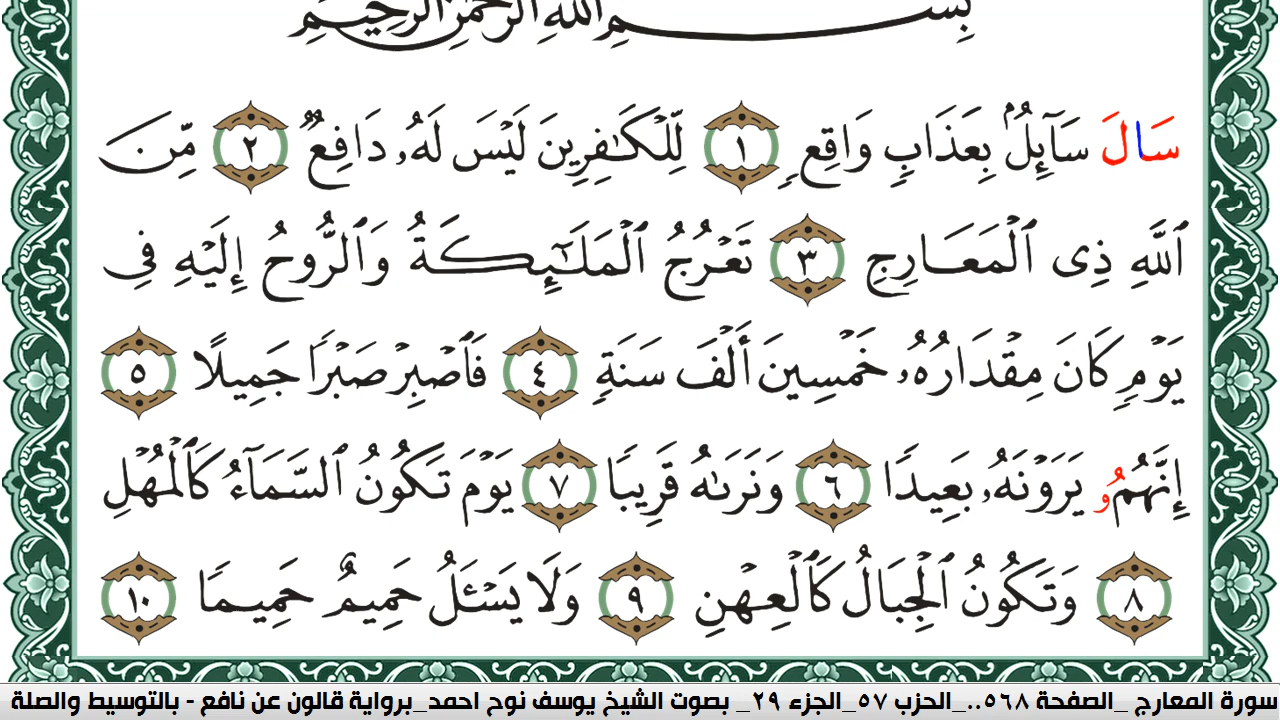 بِسْمِ اللَّهِ الرَّحْمَٰنِ الرَّحِيمِ
سَالَ سَآئِلُۢ بِعَذَابٖ وَاقِعٖ ١ لِّلْكَٰفِرِينَ لَيْسَ لَهُۥ دَافِعٞ ٢ مِّنَ
ٱللَّهِ ذِى ٱلْمَعَارِجِ ٣ تَعْرُجُ ٱلْمَلَٰٓئِكَةُ وَٱلرُّوحُ إِلَيْهِ فِى
يَوْمٖ كَانَ مِقْدَارُهُۥ خَمْسِينَ أَلْفَ سَنَةٖ ٤ فَٱصْبِرْ صَبْرٗا جَمِيلًا ٥
إِنَّهُمُۥ يَرَوْنَهُۥ بَعِيدٗا ٦ وَنَرَىٰهُ قَرِيبٗا ٧ يَوْمَ تَكُونُ ٱلسَّمَآءُ كَٱلْمُهْلِ
٨ وَتَكُونُ ٱلْجِبَالُ كَٱلْعِهْنِ ٩ وَلَا يَسْـَٔلُ حَمِيمٌ حَمِيمٗا ١٠
سورة المعارج _الصفحة ٥٦٨.._الحزب ٥٧_الجزء ٢٩_ بصوت الشيخ يوسف نوح احمد_برواية قالون عن نافع - بالتوسيط والصلة